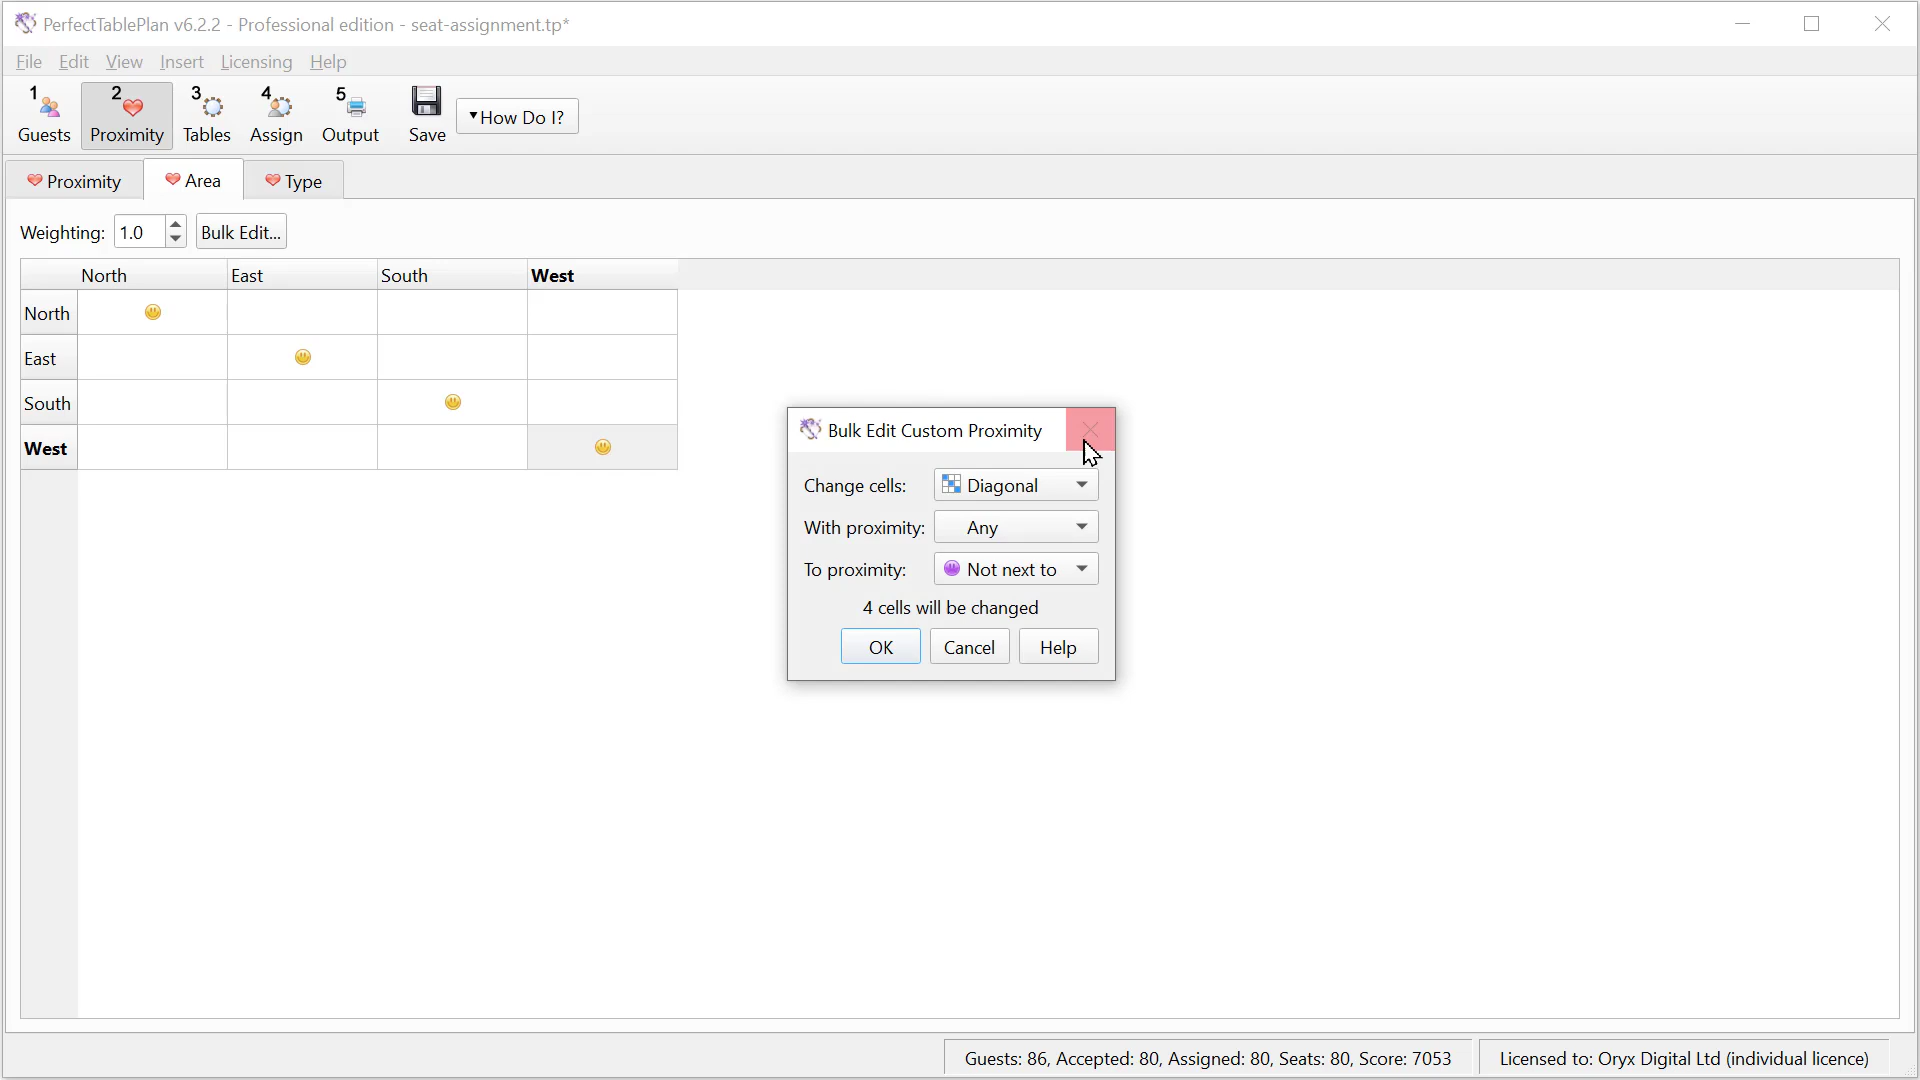 PerfectTablePlan v6.2.2 - Professional edition - seat-assignment.tp*
File Edit View Insert Licensing Help
1 2 3 4 5
Guests Proximity Tables Assign Output Save How Do I?
Proximity Area Type
Weighting: 1.0 Bulk Edit...
North East South West
North
East
South
West
Bulk Edit Custom Proximity
Change cells: Diagonal
With proximity: Any
To proximity: Not next to
4 cells will be changed
OK Cancel Help
Guests: 86, Accepted: 80, Assigned: 80, Seats: 80, Score: 7053 Licensed to: Oryx Digital Ltd (individual licence)